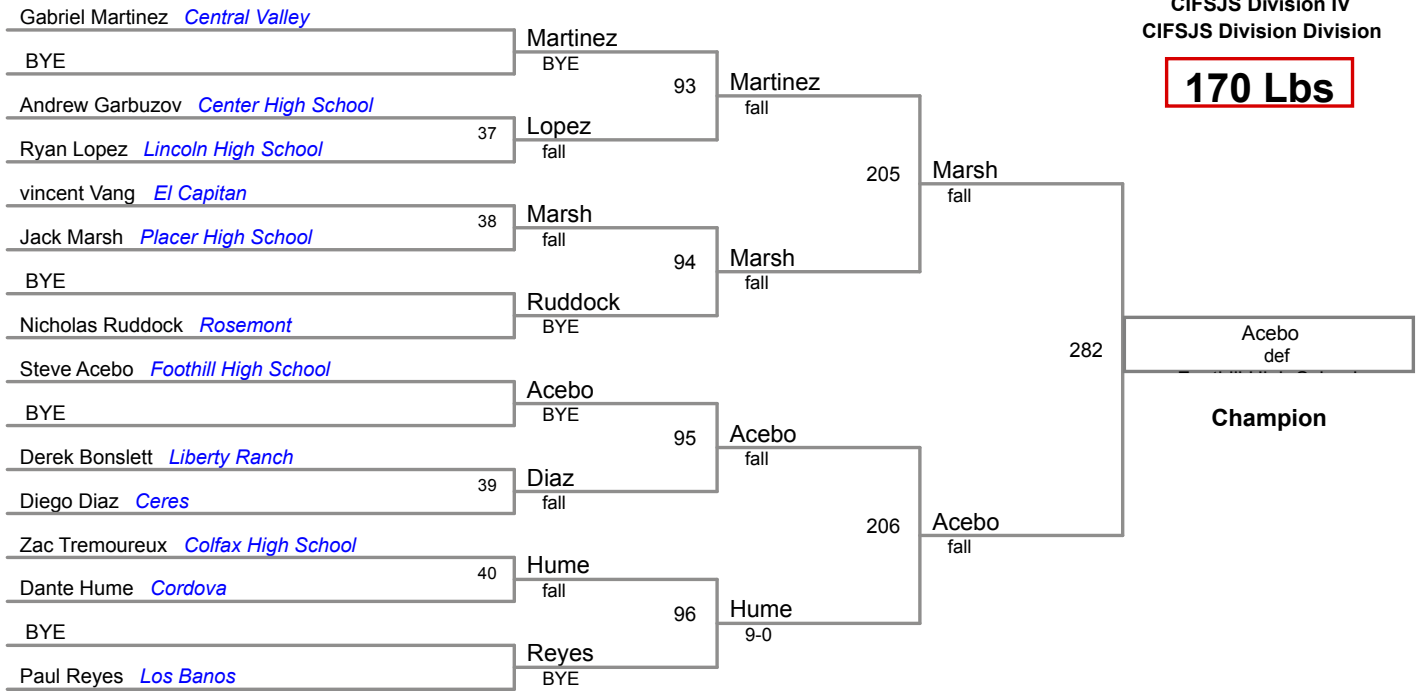 CIFSJS Division IV
CIFSJS Division Division
170 Lbs
Gabriel Martinez Central Valley
BYE
Andrew Garbuzov Center High School
Ryan Lopez Lincoln High School
vincent Vang El Capitan
Jack Marsh Placer High School
BYE
Nicholas Ruddock Rosemont
Steve Acebo Foothill High School
BYE
Derek Bonslett Liberty Ranch
Diego Diaz Ceres
Zac Tremoureux Colfax High School
Dante Hume Cordova
BYE
Paul Reyes Los Banos
37
38
39
40
Martinez
BYE
Lopez
fall
Marsh
fall
Ruddock
BYE
Acebo
BYE
Diaz
fall
Hume
fall
Reyes
BYE
93
94
95
96
Martinez
fall
Marsh
fall
Acebo
fall
Hume
9-0
205
206
Marsh
fall
Acebo
fall
282
Acebo
def
Champion